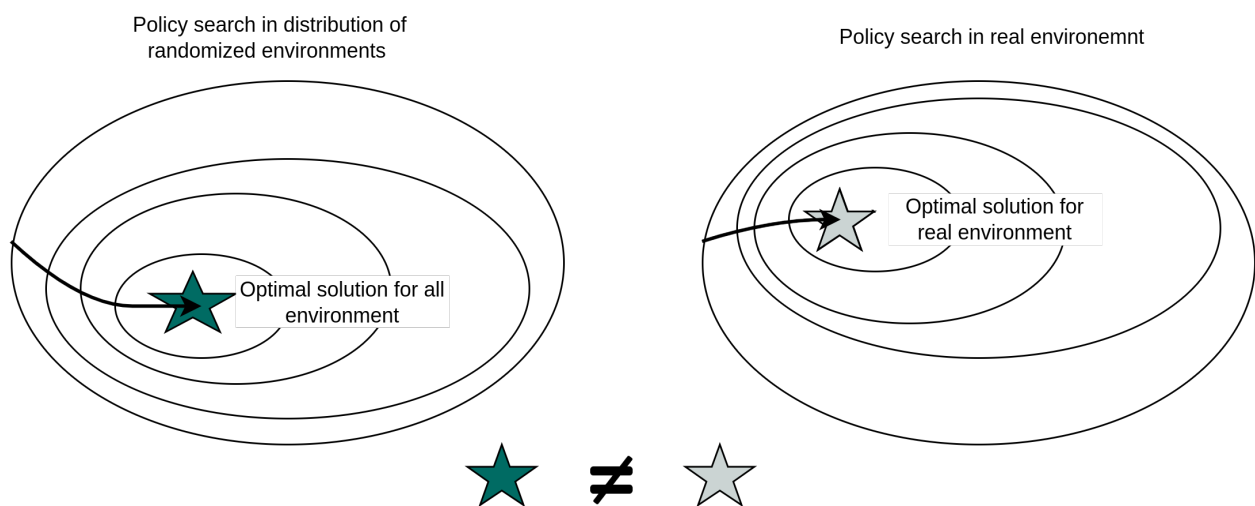 Policy search in distribution of
randomized environments
Policy search in real environemnt
Optimal solution for all
environment
Optimal solution for
real environment
≠